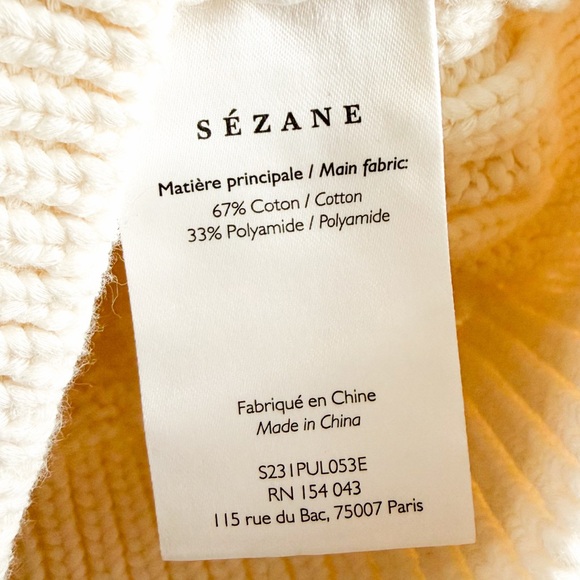 SÉZANE
Matière principale / Main fabric:
67% Coton / Cotton
33% Polyamide / Polyamide
Fabriqué en Chine
Made in China
S231PUL053E
RN 154 043
115 rue du Bac, 75007 Paris